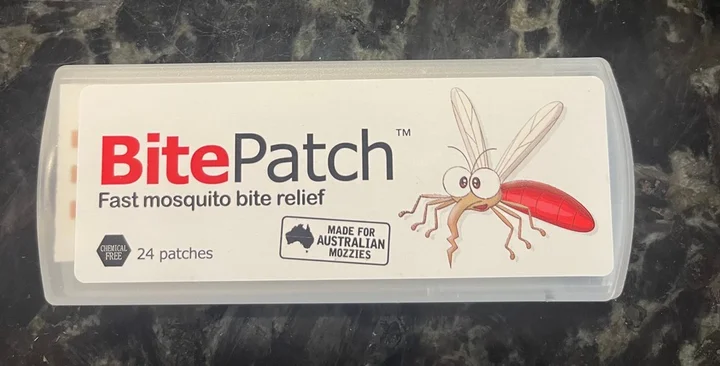 BitePatch™
Fast mosquito bite relief
CHEMICAL
FREE
24 patches
MADE FOR
AUSTRALIAN
MOZZIES